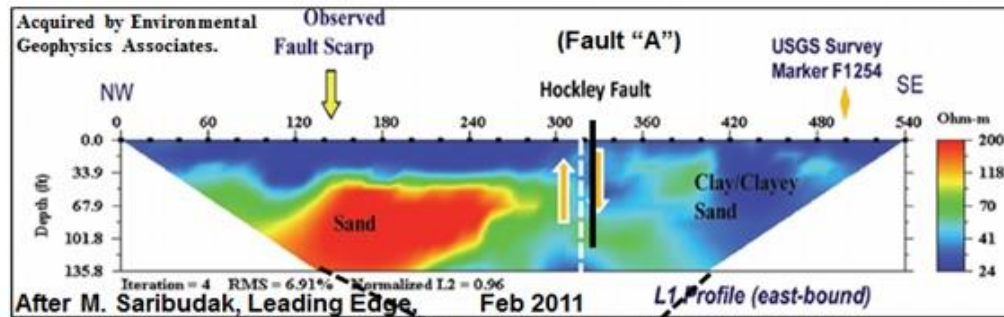 Acquired by Environmental
Geophysics Associates.
Observed
Fault Scarp
(Fault "A")
USGS Survey
Marker F1254
NW
Hockley Fault
SE
Ohm-m
0 60 120 180 240 300 360 420 480 540
0.0
33.9
67.9
101.8
135.8
Depth (ft)
Sand
Clay/Clayey
Sand
200
118
70
41
24
Iteration = 4 RMS = 6.91% Normalized L2 = 0.96
After M. Saribudak, Leading Edge, Feb 2011
L1 Profile (east-bound)